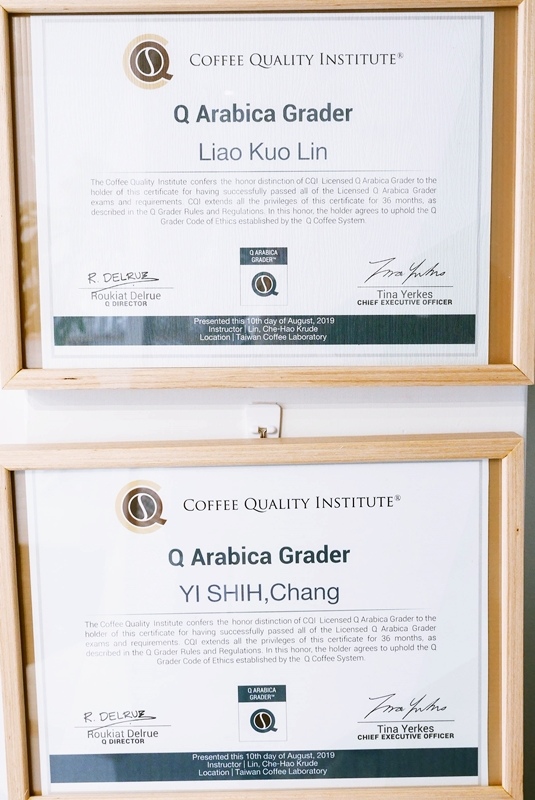 COFFEE QUALITY INSTITUTE®
Q Arabica Grader
Liao Kuo Lin
The Coffee Quality Institute confers the honor distinction of CQI Licensed Q Arabica Grader to the
holder of this certificate for having successfully passed all of the Licensed Q Arabica Grader
exams and requirements. CQI extends all the privileges of this certificate for 36 months, as
described in the Q Grader Rules and Regulations. In this honor, the holder agrees to uphold the Q
Grader Code of Ethics established by the Q Coffee System.
Q ARABICA
GRADER™
R. DELRUE
Roukiat Delrue
Q DIRECTOR
Tina Yerkes
Tina Yerkes
CHIEF EXECUTIVE OFFICER
Presented this 10th day of August, 2019
Instructor | Lin, Che-Hao Krude
Location | Taiwan Coffee Laboratory
COFFEE QUALITY INSTITUTE®
Q Arabica Grader
YI SHIH,Chang
The Coffee Quality Institute confers the honor distinction of CQI Licensed Q Arabica Grader to the
holder of this certificate for having successfully passed all of the Licensed Q Arabica Grader
exams and requirements. CQI extends all the privileges of this certificate for 36 months, as
described in the Q Grader Rules and Regulations. In this honor, the holder agrees to uphold the Q
Grader Code of Ethics established by the Q Coffee System.
Q ARABICA
GRADER™
R. DELRUE
Roukiat Delrue
Q DIRECTOR
Tina Yerkes
Tina Yerkes
CHIEF EXECUTIVE OFFICER
Presented this 10th day of August, 2019
Instructor | Lin, Che-Hao Krude
Location | Taiwan Coffee Laboratory